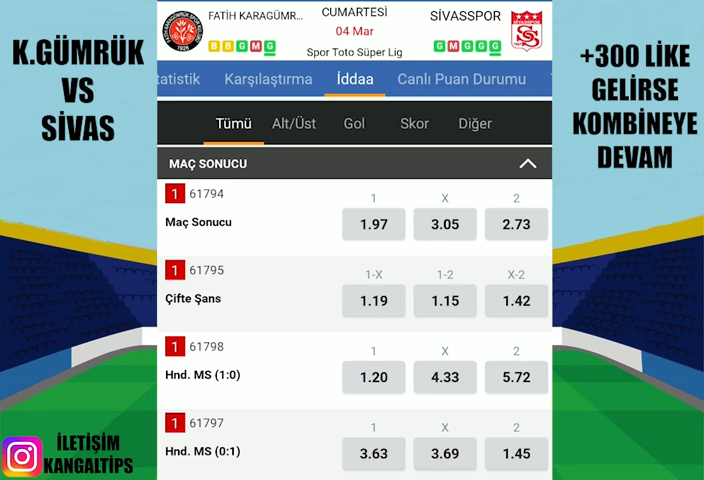 K.GÜMRÜK
VS
SİVAS
FATİH KARAGÜMR...
B B G M G
CUMARTESİ
04 Mar
Spor Toto Süper Lig
SİVASSPOR
G M G G G
tatistik Karşılaştırma İddaa Canlı Puan Durumu
Tümü Alt/Üst Gol Skor Diğer
MAÇ SONUCU
1 61794 1 X 2
Maç Sonucu 1.97 3.05 2.73
1 61795 1-X 1-2 X-2
Çifte Şans 1.19 1.15 1.42
1 61798 1 X 2
Hnd. MS (1:0) 1.20 4.33 5.72
1 61797 1 X 2
Hnd. MS (0:1) 3.63 3.69 1.45
+300 LİKE
GELİRSE
KOMBİNEYE
DEVAM
İLETİŞİM
KANGALTİPS